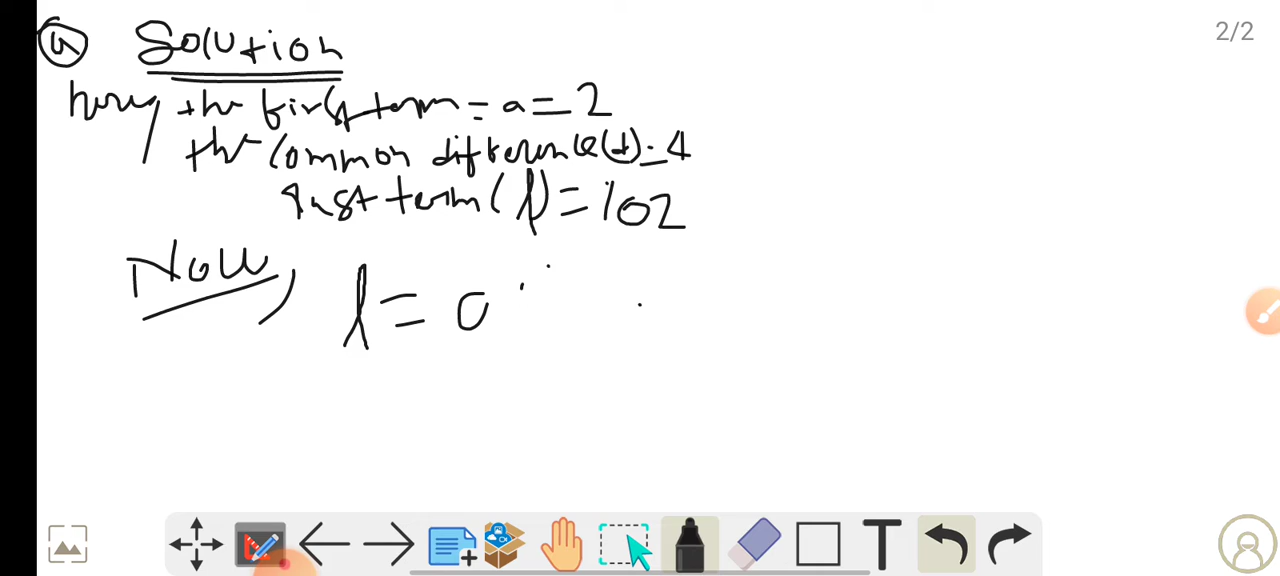 2/2
(a) Solution
here, the first term = a = 2
the common difference(d) = 4
last term (l) = 102
Now, l = a
T